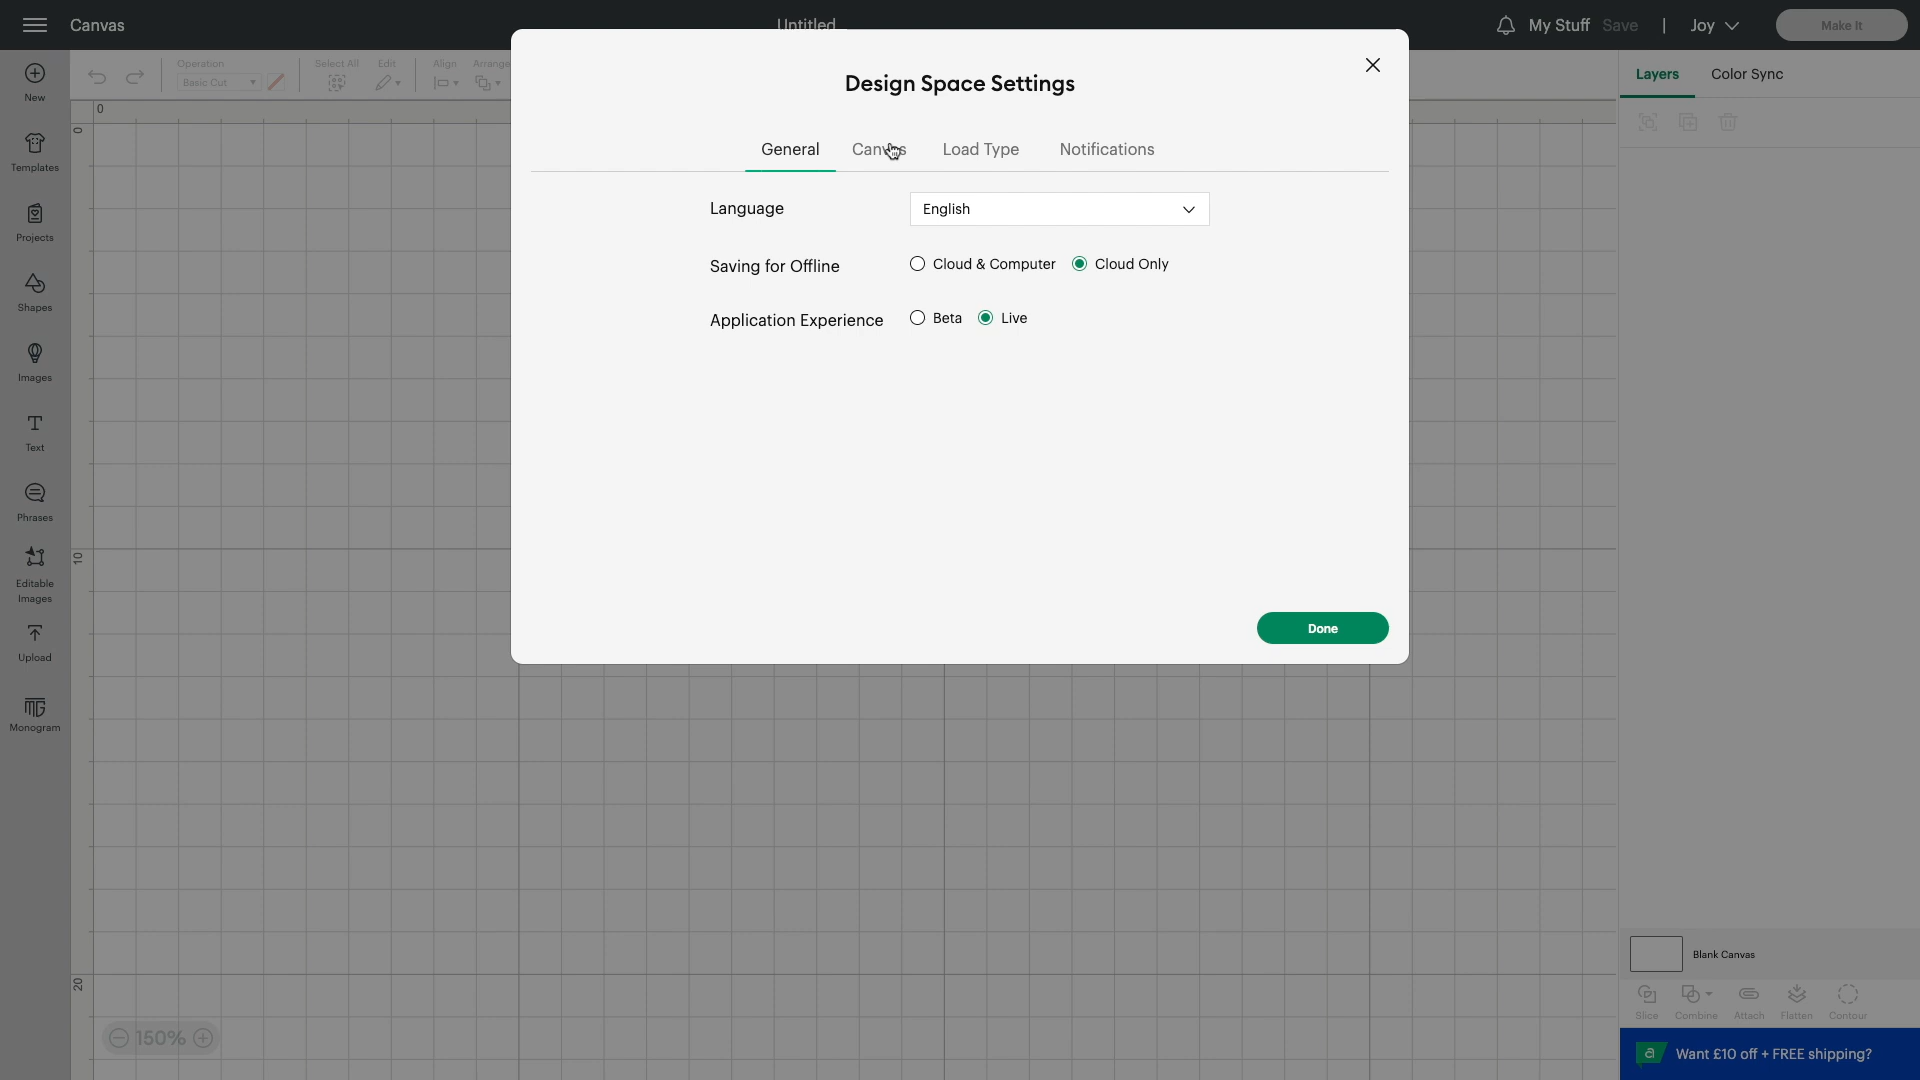 Canvas
Untitled
My Stuff
Save
|
Joy
Make It
New
Templates
Projects
Shapes
Images
Text
Phrases
Editable
Images
Upload
Monogram
Operation
Basic Cut
Select All
Edit
Align
Arrange
0
0
10
20
Design Space Settings
General
Canvas
Load Type
Notifications
Language
English
Saving for Offline
Cloud & Computer
Cloud Only
Application Experience
Beta
Live
Done
Layers
Color Sync
Blank Canvas
Slice
Combine
Attach
Flatten
Contour
150%
a
Want £10 off + FREE shipping?